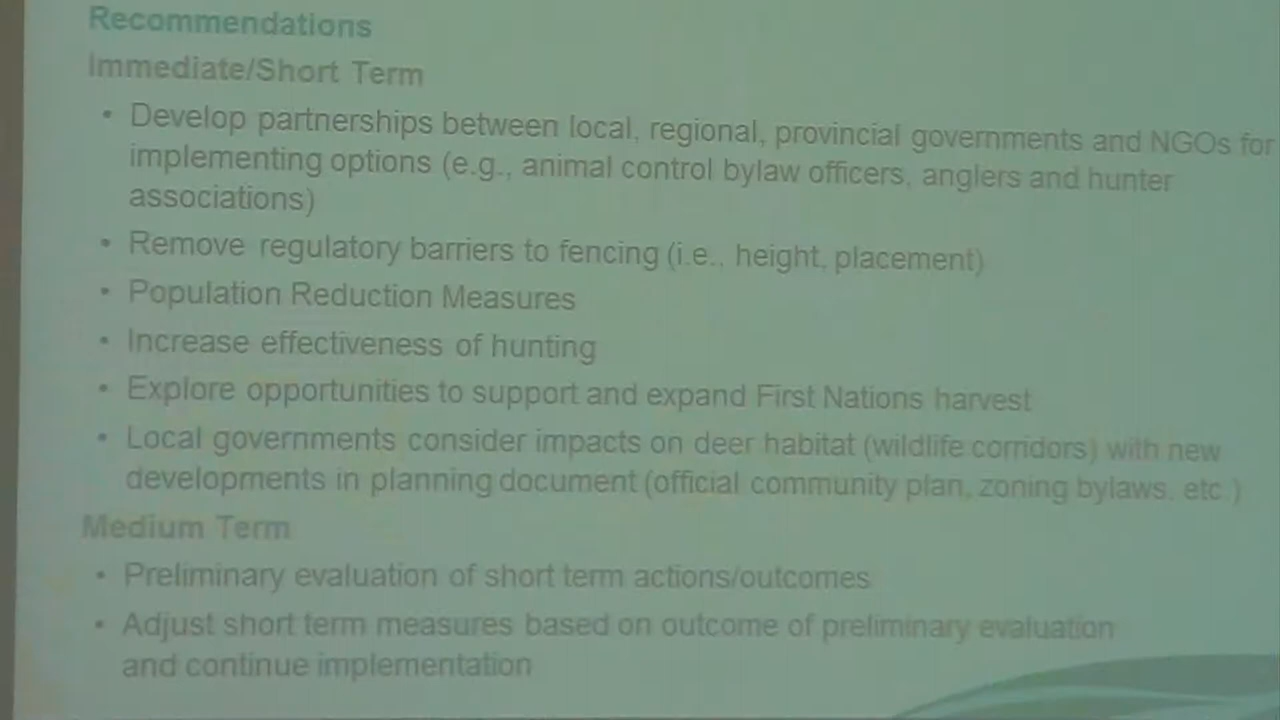 Recommendations
Immediate/Short Term
• Develop partnerships between local, regional, provincial governments and NGOs for
implementing options (e.g., animal control bylaw officers, anglers and hunter
associations)
• Remove regulatory barriers to fencing (i.e., height, placement)
• Population Reduction Measures
• Increase effectiveness of hunting
• Explore opportunities to support and expand First Nations harvest
• Local governments consider impacts on deer habitat (wildlife corridors) with new
developments in planning document (official community plan, zoning bylaws, etc.)
Medium Term
• Preliminary evaluation of short term actions/outcomes
• Adjust short term measures based on outcome of preliminary evaluation
and continue implementation